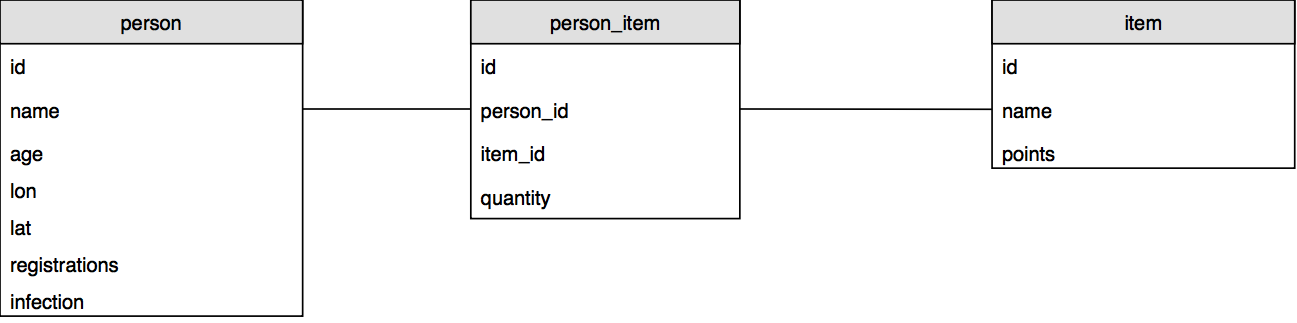 person
id
name
age
lon
lat
registrations
infection
person_item
id
person_id
item_id
quantity
item
id
name
points